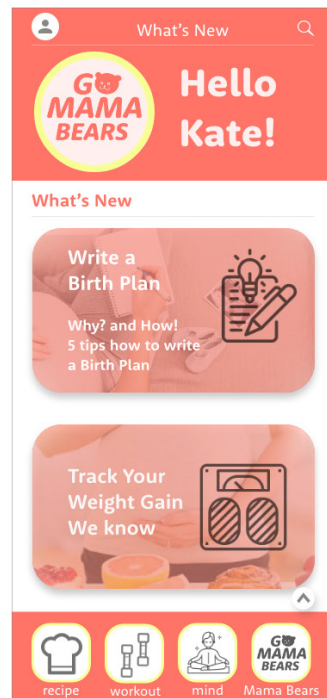 What's New
GO
MAMA
BEARS
Hello
Kate!
What's New
Write a
Birth Plan
Why? and How!
5 tips how to write
a Birth Plan
Track Your
Weight Gain
We know
GO
MAMA
BEARS
recipe
workout
mind
Mama Bears